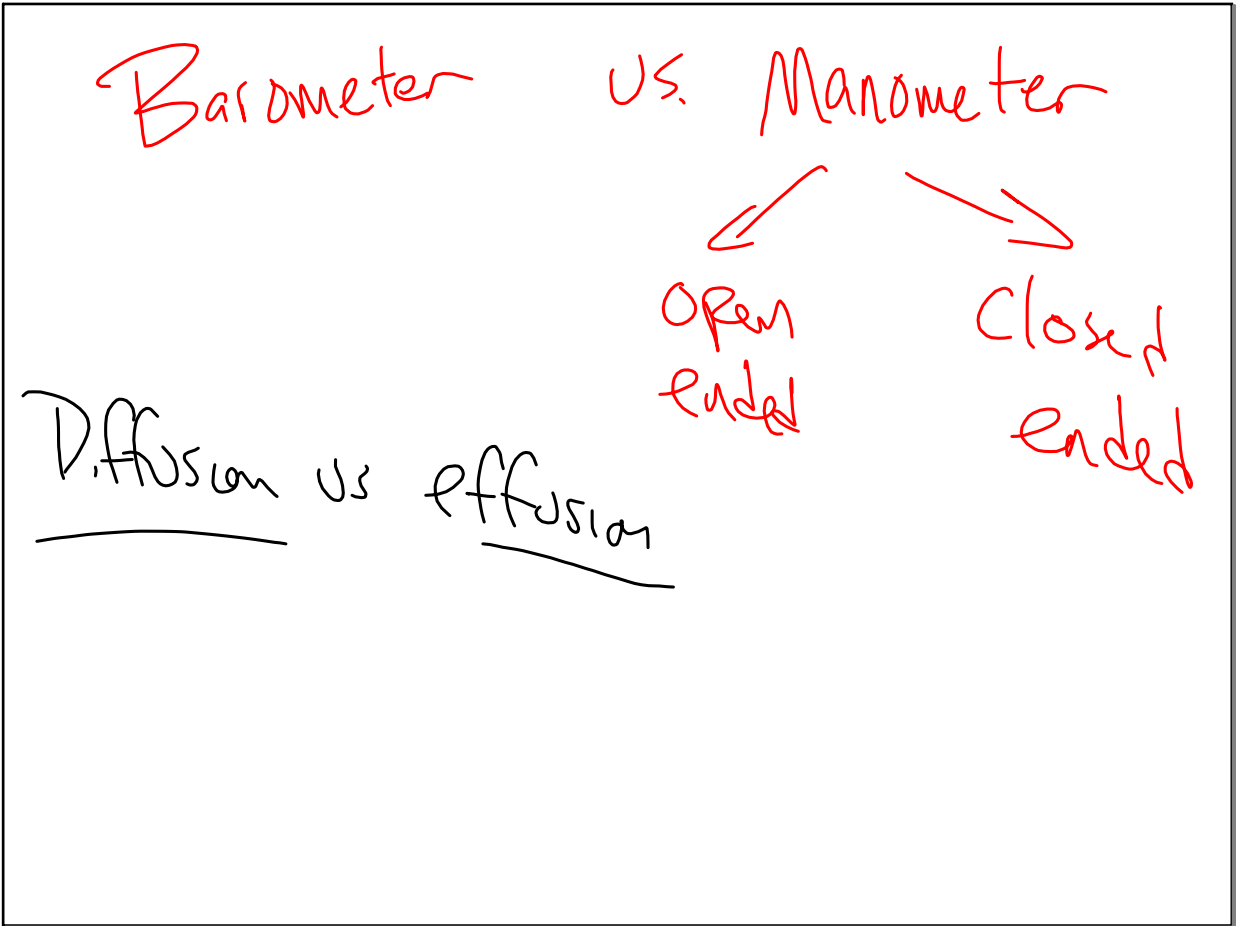 Barometer vs. Manometer
open ended
Closed ended
Diffusion vs effusion